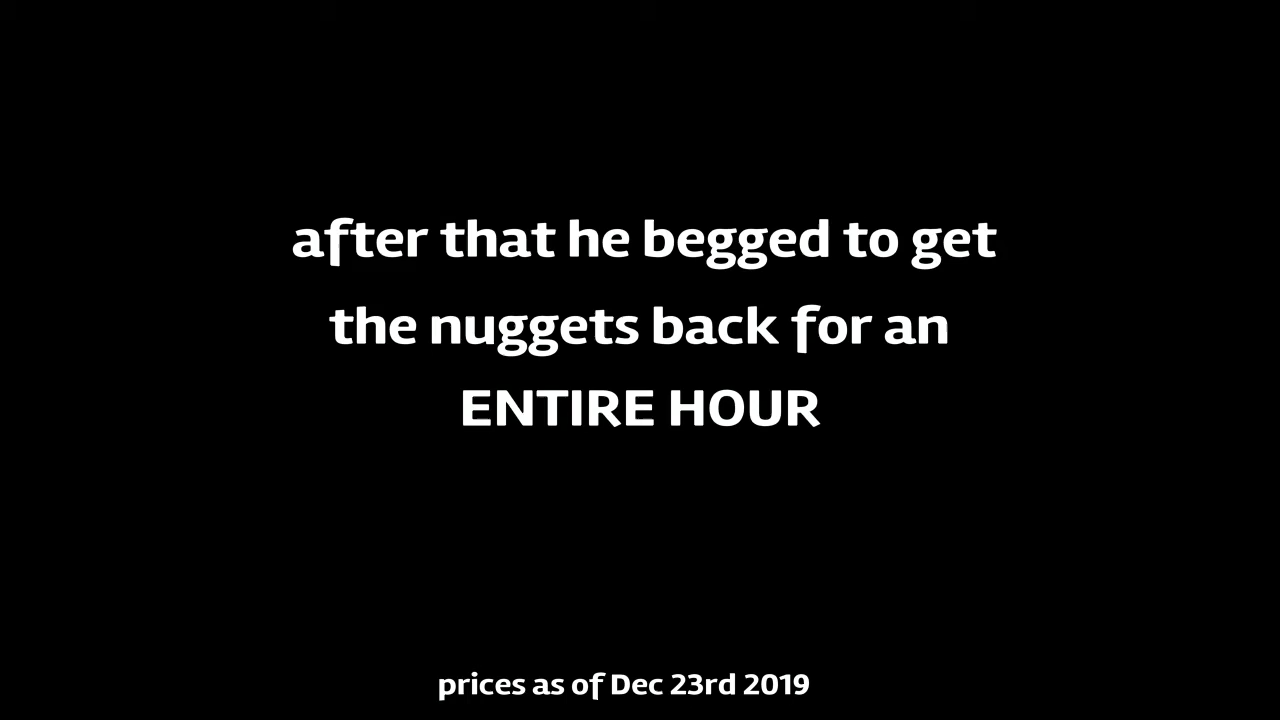 after that he begged to get
the nuggets back for an
ENTIRE HOUR
prices as of Dec 23rd 2019